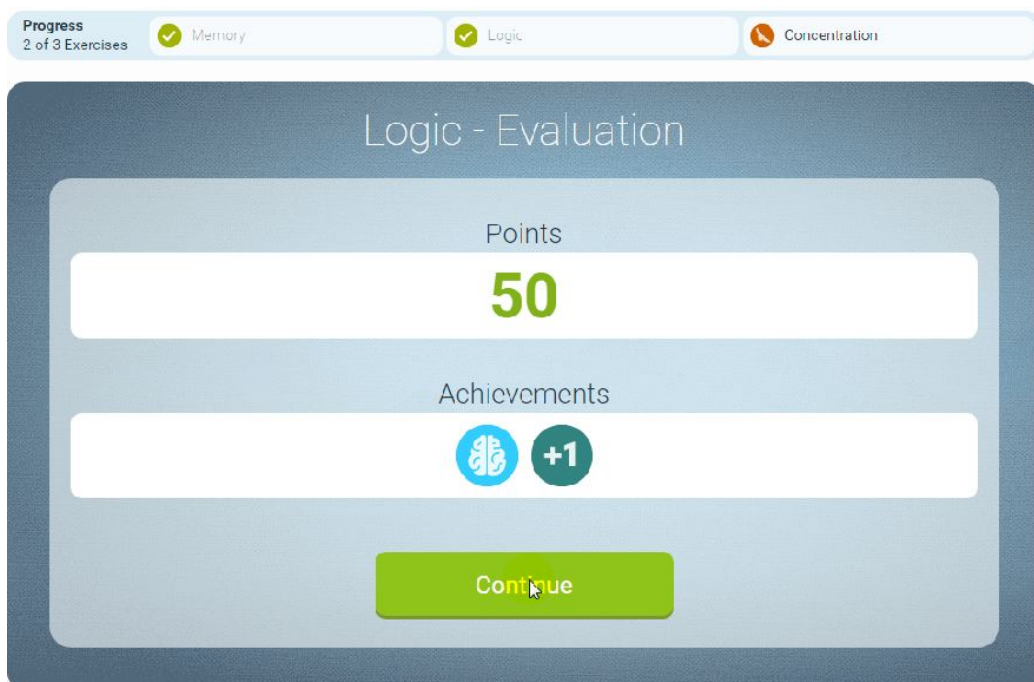 Progress
2 of 3 Exercises
Memory
Logic
Concentration
Logic - Evaluation
Points
50
Achievements
+1
Continue